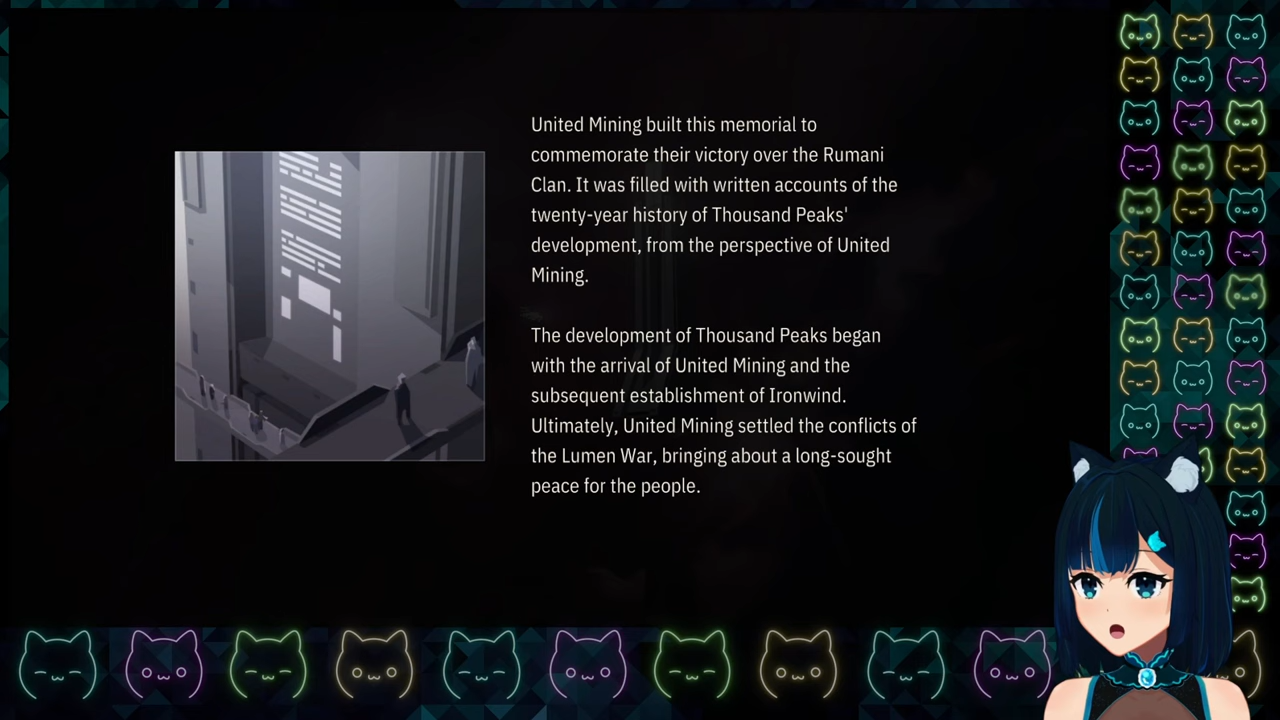 United Mining built this memorial to
commemorate their victory over the Rumani
Clan. It was filled with written accounts of the
twenty-year history of Thousand Peaks'
development, from the perspective of United
Mining.
The development of Thousand Peaks began
with the arrival of United Mining and the
subsequent establishment of Ironwind.
Ultimately, United Mining settled the conflicts of
the Lumen War, bringing about a long-sought
peace for the people.